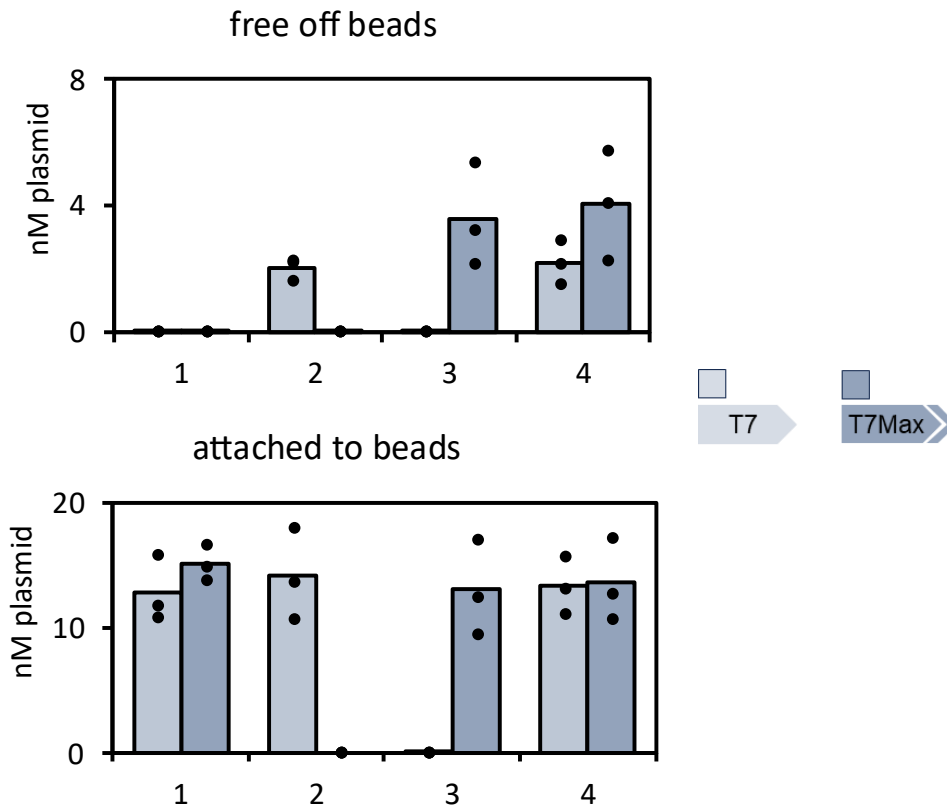 free off beads
nM plasmid
8
4
0
1 2 3 4
T7 T7Max
attached to beads
nM plasmid
20
10
0
1 2 3 4